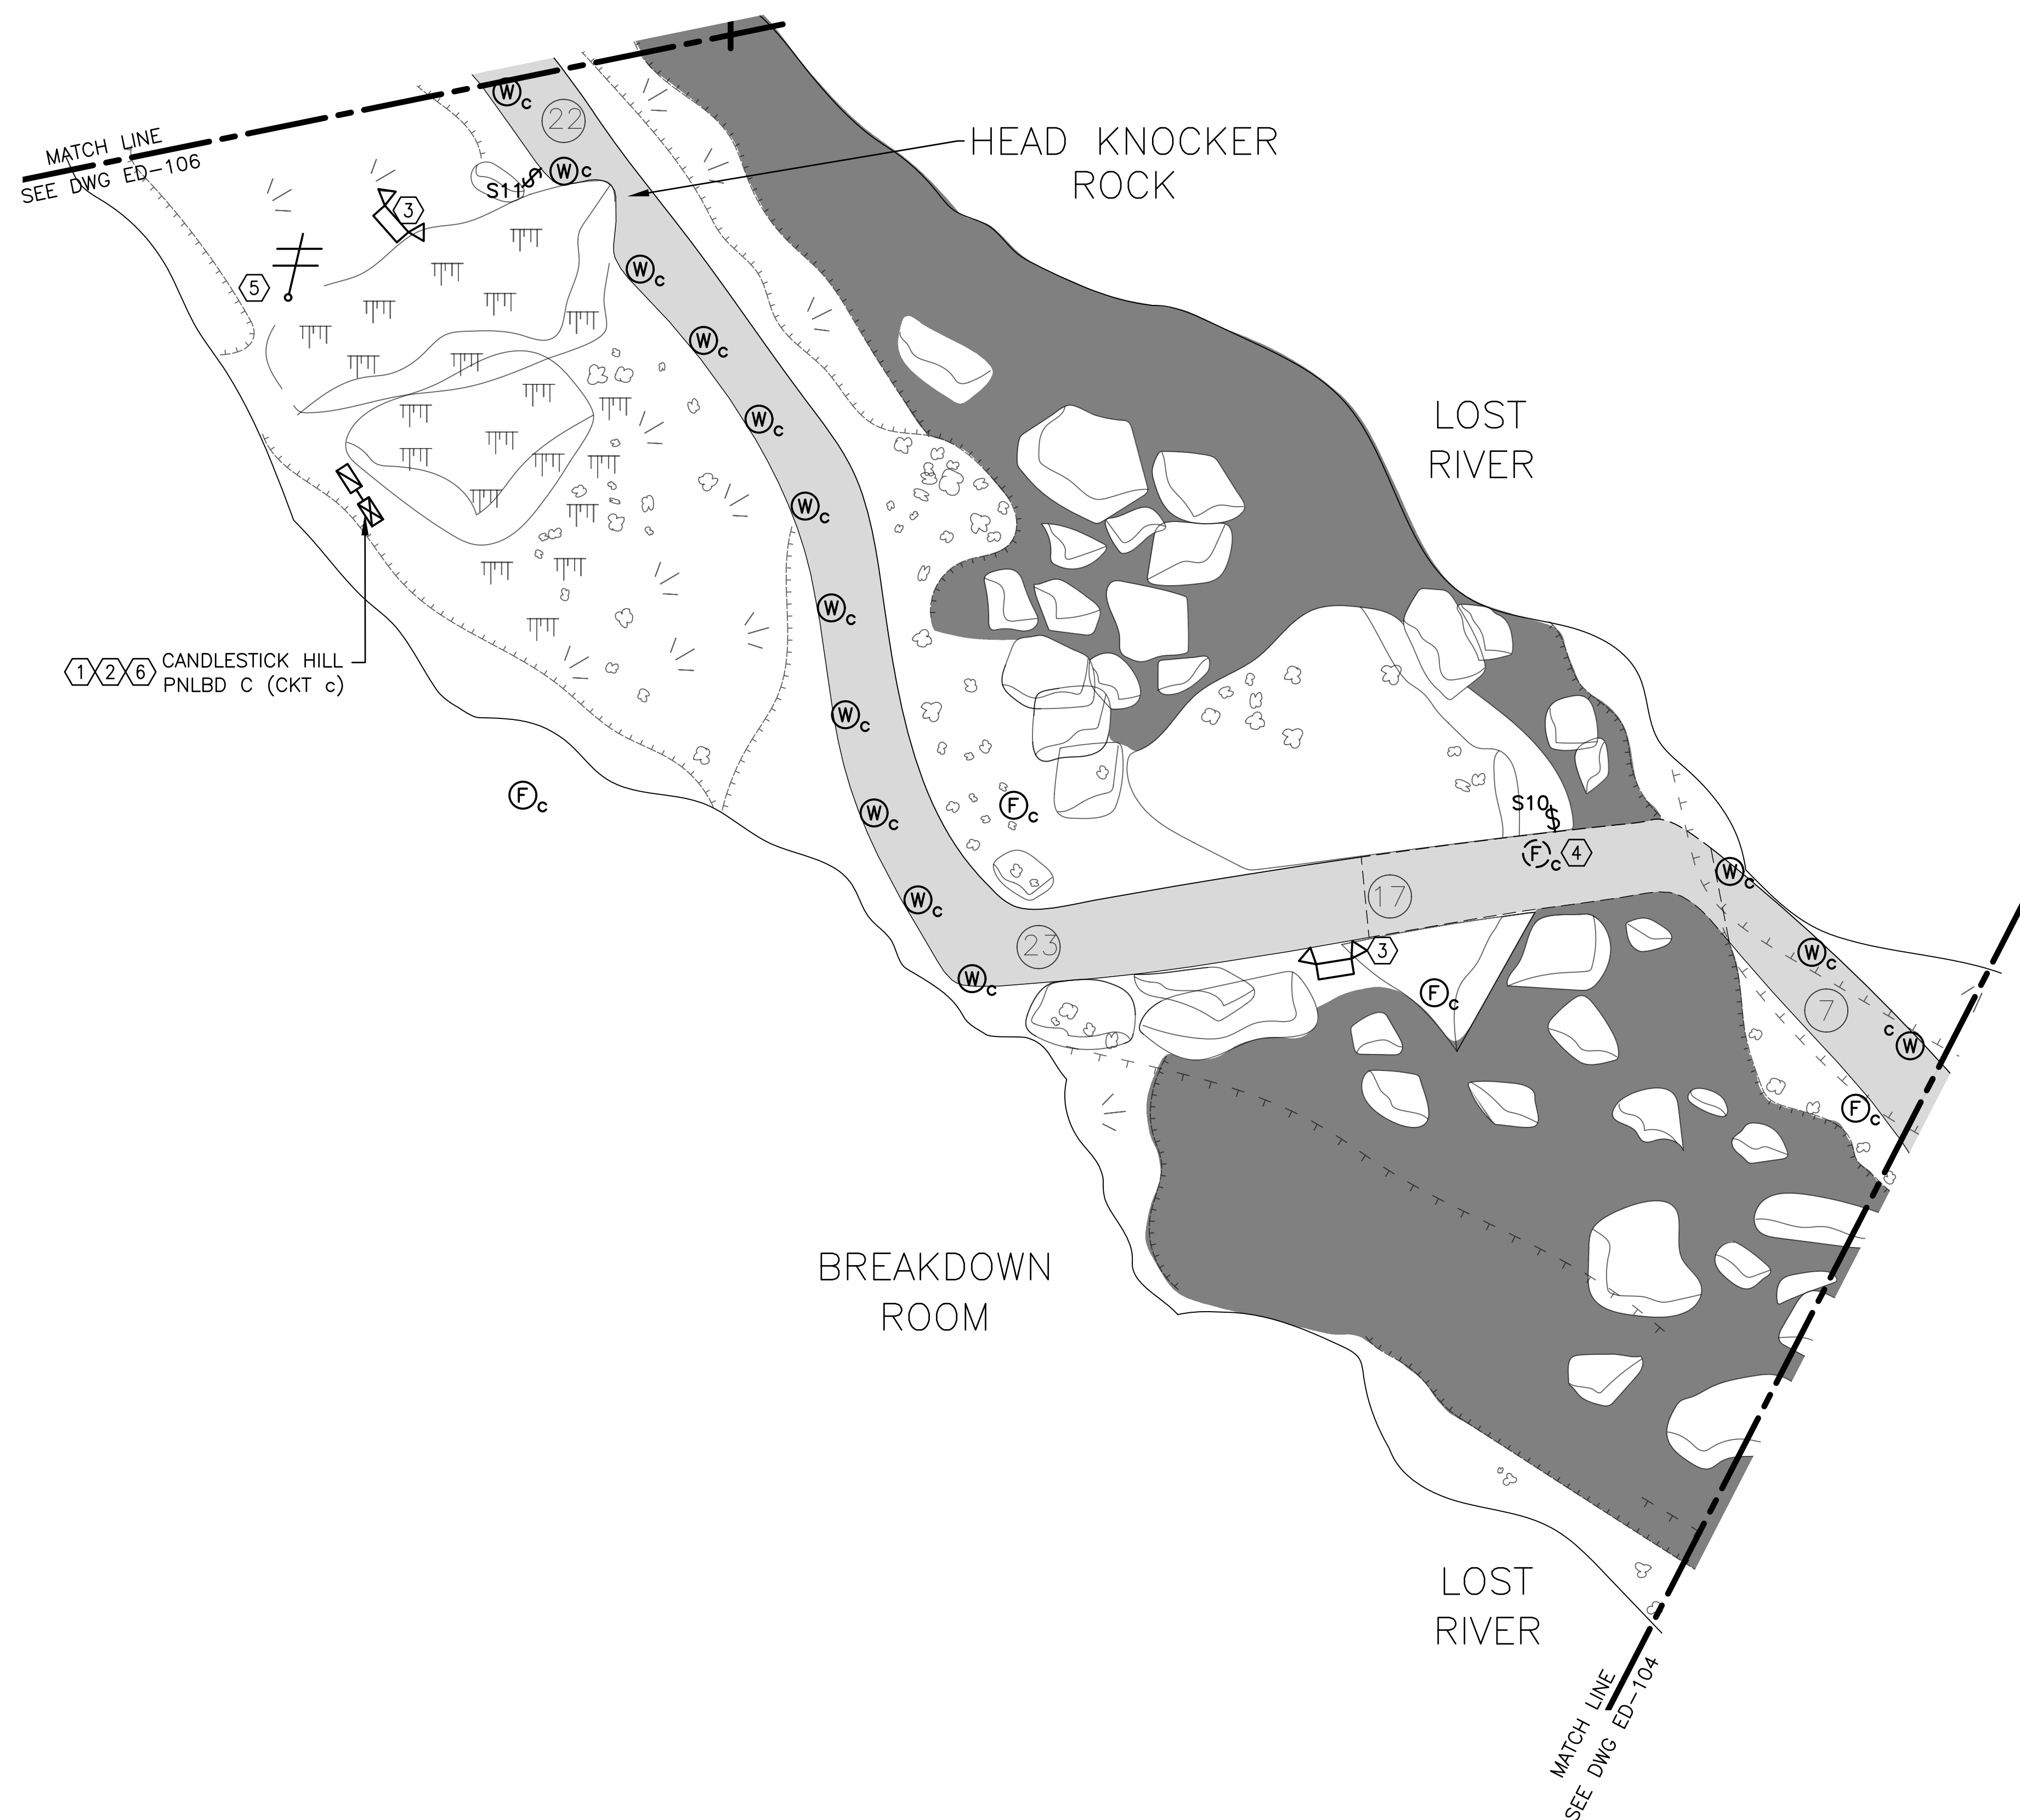 MATCH LINE
SEE DWG ED-106
W c
22
W c
S11 $
HEAD KNOCKER
ROCK
3
5
W c
W c
W c
W c
LOST
RIVER
W c
1 2 6 CANDLESTICK HILL
PNLBD C (CKT c)
W c
F c
F c
W c
S10 $
F c 4
W c
W c
17
23
W c
3
W c
F c
7
c W
F c
BREAKDOWN
ROOM
LOST
RIVER
MATCH LINE
SEE DWG ED-104